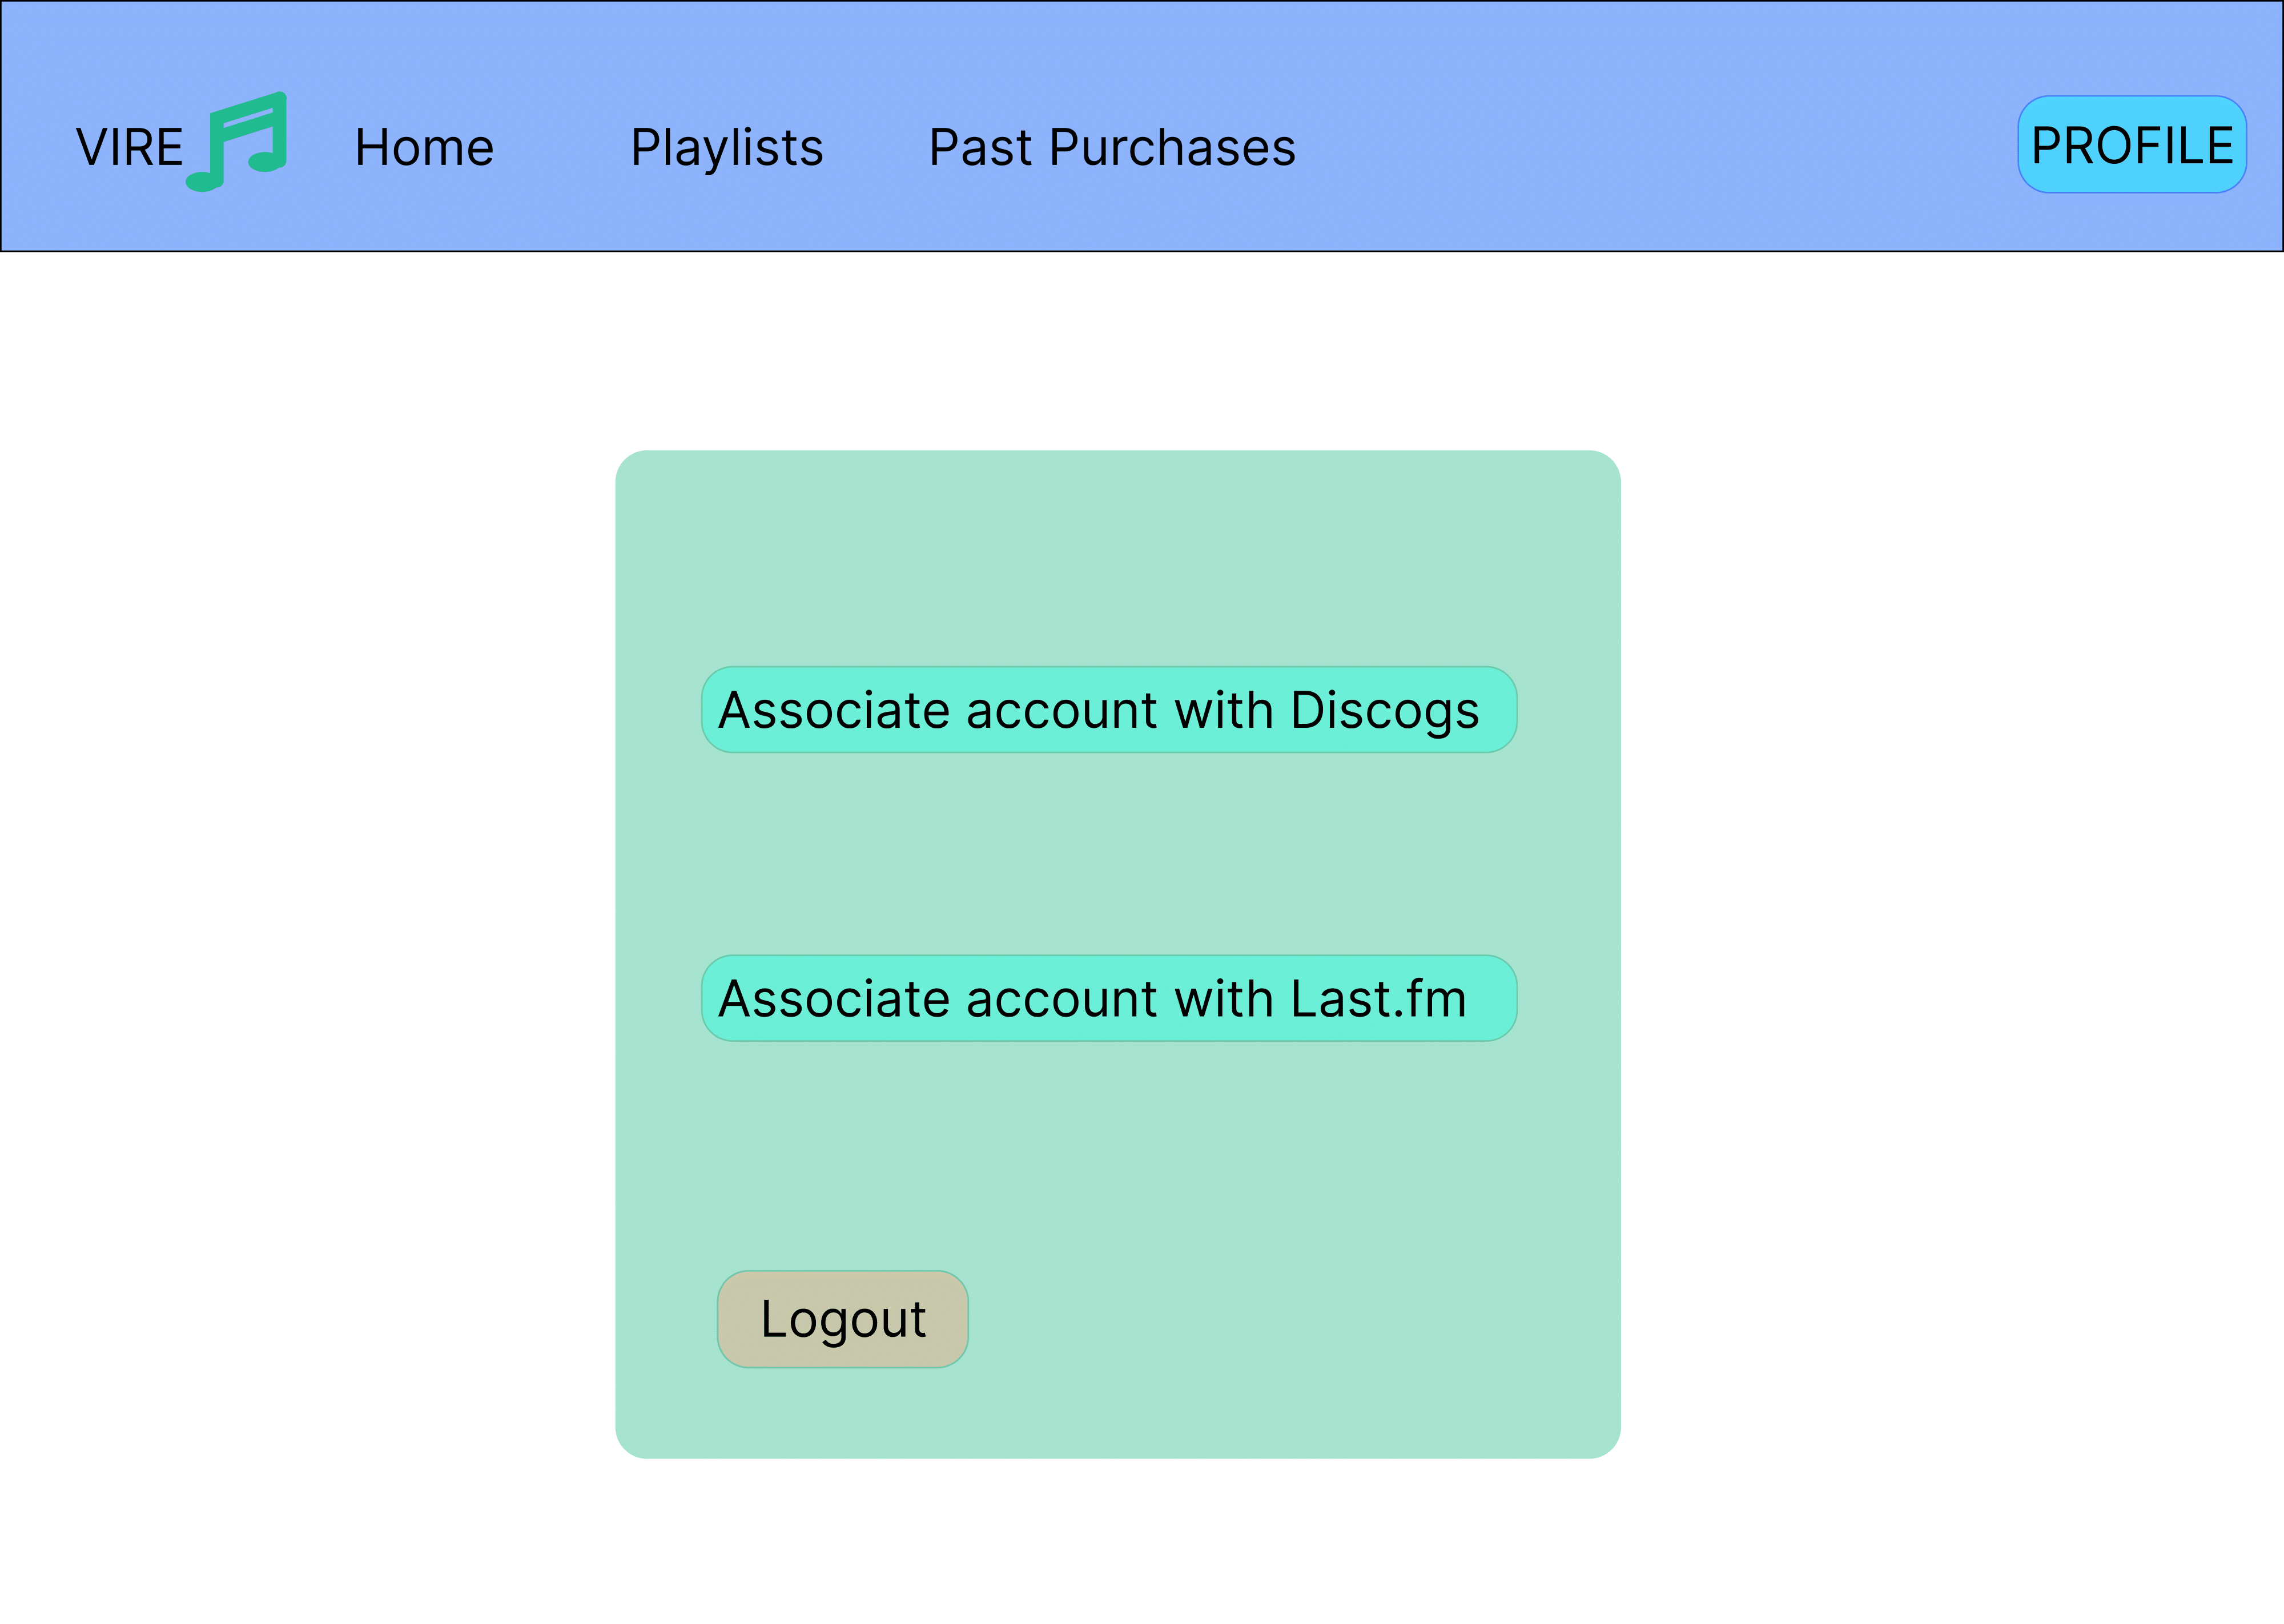 VIRE Home Playlists Past Purchases PROFILE
Associate account with Discogs
Associate account with Last.fm
Logout